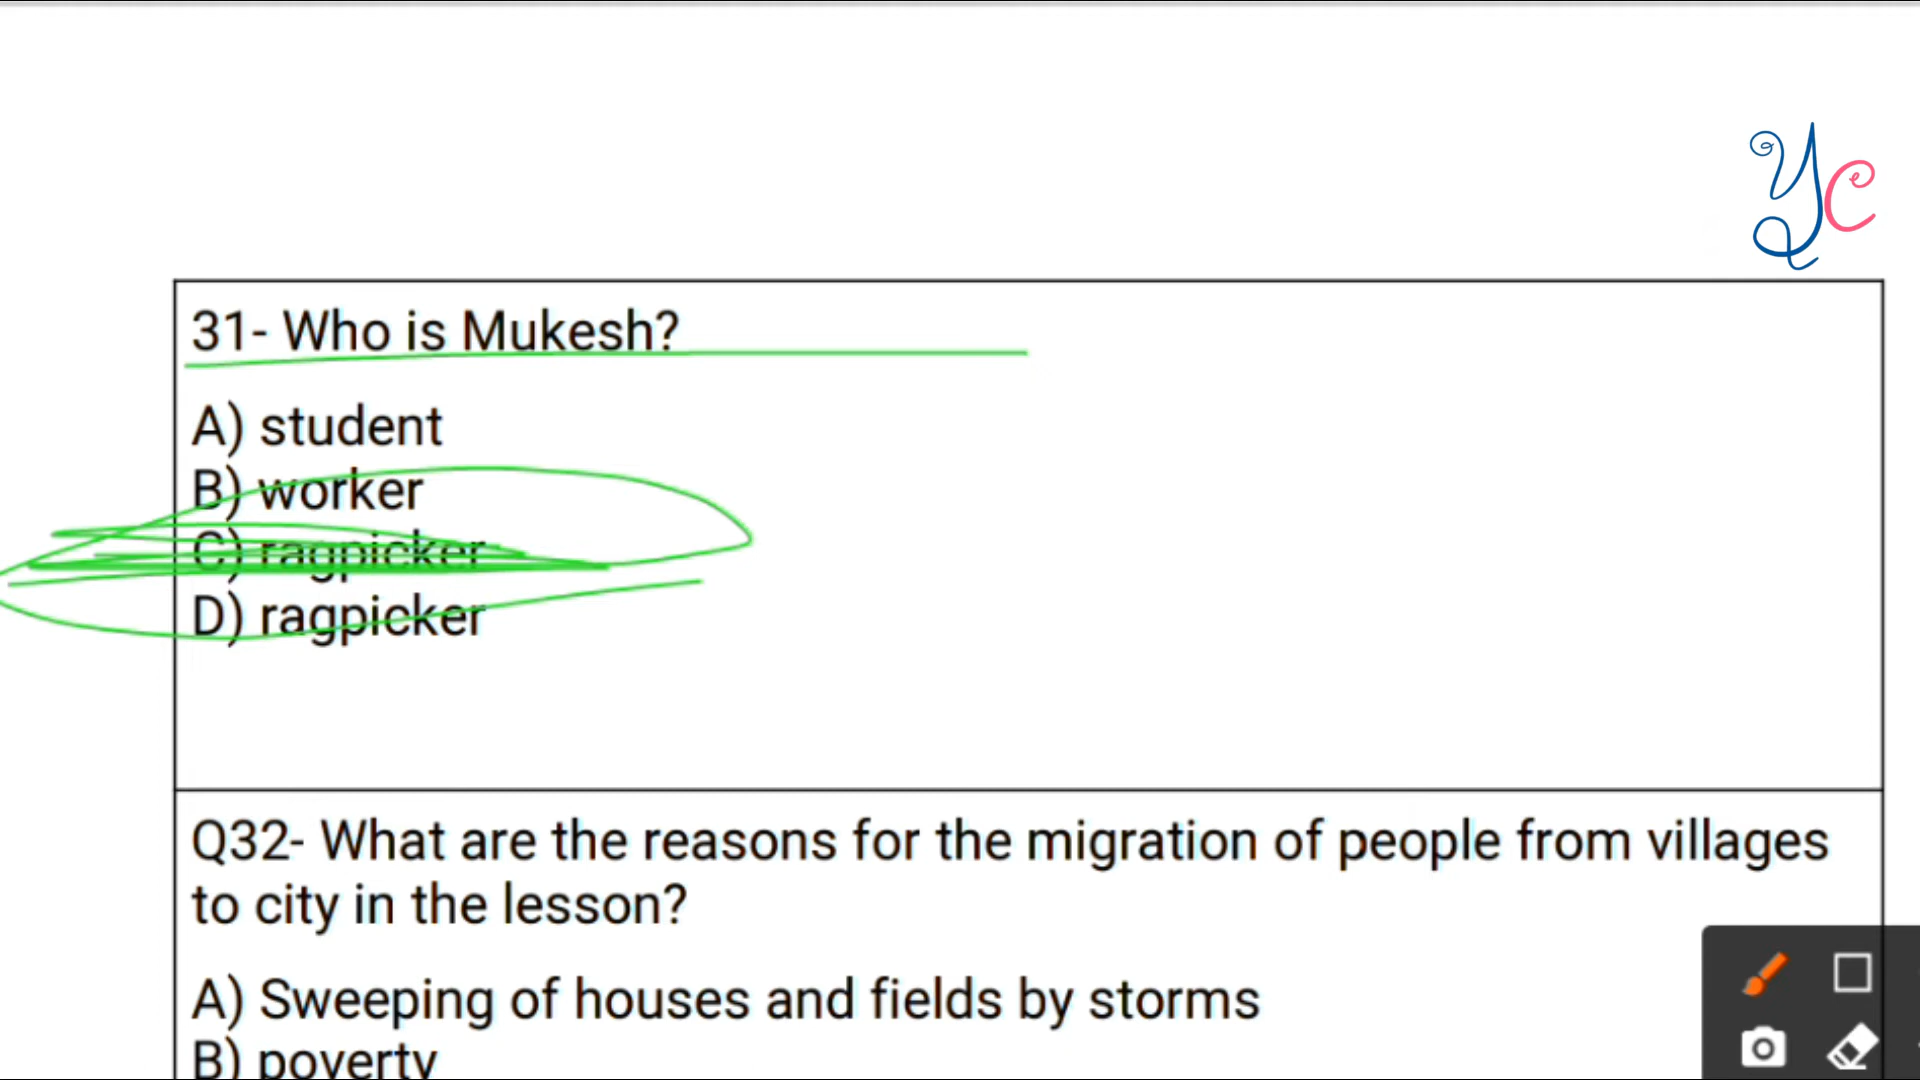 YC
31- Who is Mukesh?
A) student
B) worker
C) ragpicker
D) ragpicker
Q32- What are the reasons for the migration of people from villages
to city in the lesson?
A) Sweeping of houses and fields by storms
B) poverty